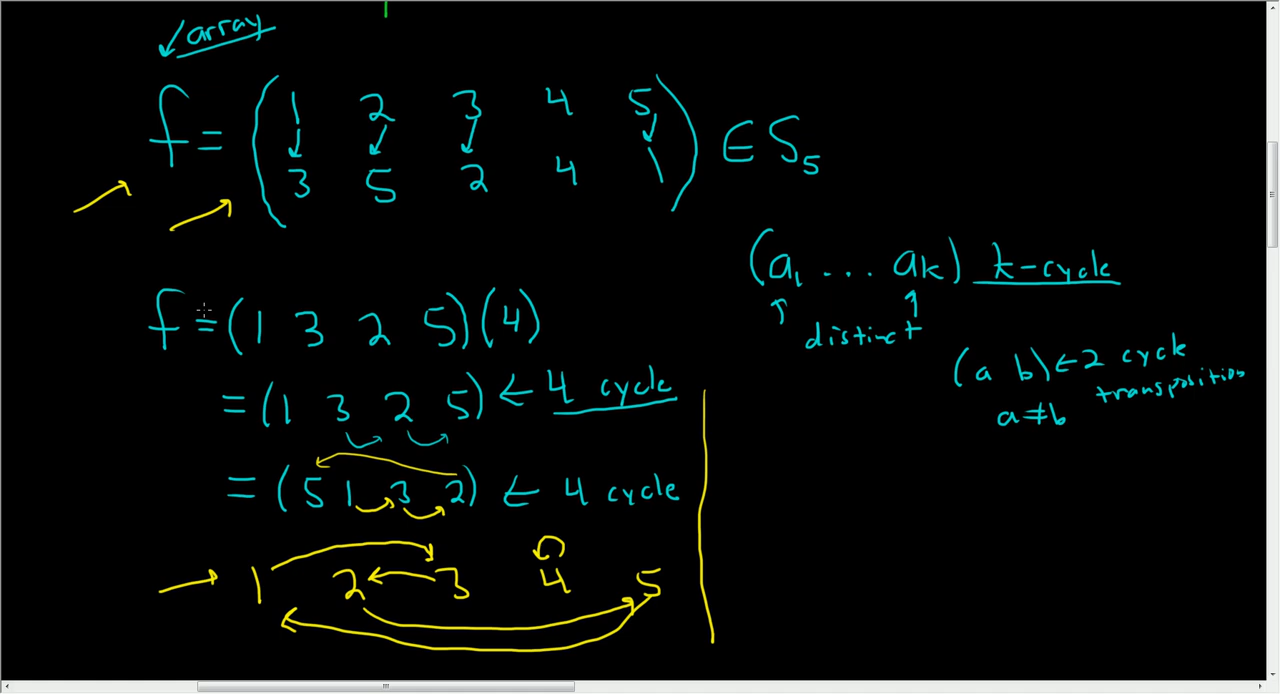 array
f = ( 1 2 3 4 5
3 5 2 4 1 ) ∈ S₅
f = (1 3 2 5)(4)
= (1 3 2 5) ← 4 cycle
= (5 1 3 2) ← 4 cycle
→ 1 2 3 4 5
(a₁ ... aₖ) k-cycle
distinct
(a b) ← 2 cycle
transposition
a ≠ b